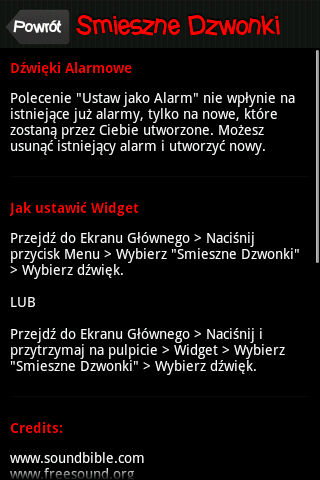 Powrót
Smieszne Dzwonki
Dźwięki Alarmowe
Polecenie "Ustaw jako Alarm" nie wpłynie na
istniejące już alarmy, tylko na nowe, które
zostaną przez Ciebie utworzone. Możesz
usunąć istniejący alarm i utworzyć nowy.
Jak ustawić Widget
Przejdź do Ekranu Głównego > Naciśnij
przycisk Menu > Wybierz "Smieszne Dzwonki"
> Wybierz dźwięk.
LUB
Przejdź do Ekranu Głównego > Naciśnij i
przytrzymaj na pulpicie > Widget > Wybierz
"Smieszne Dzwonki" > Wybierz dźwięk.
Credits:
www.soundbible.com
www.freesound.org